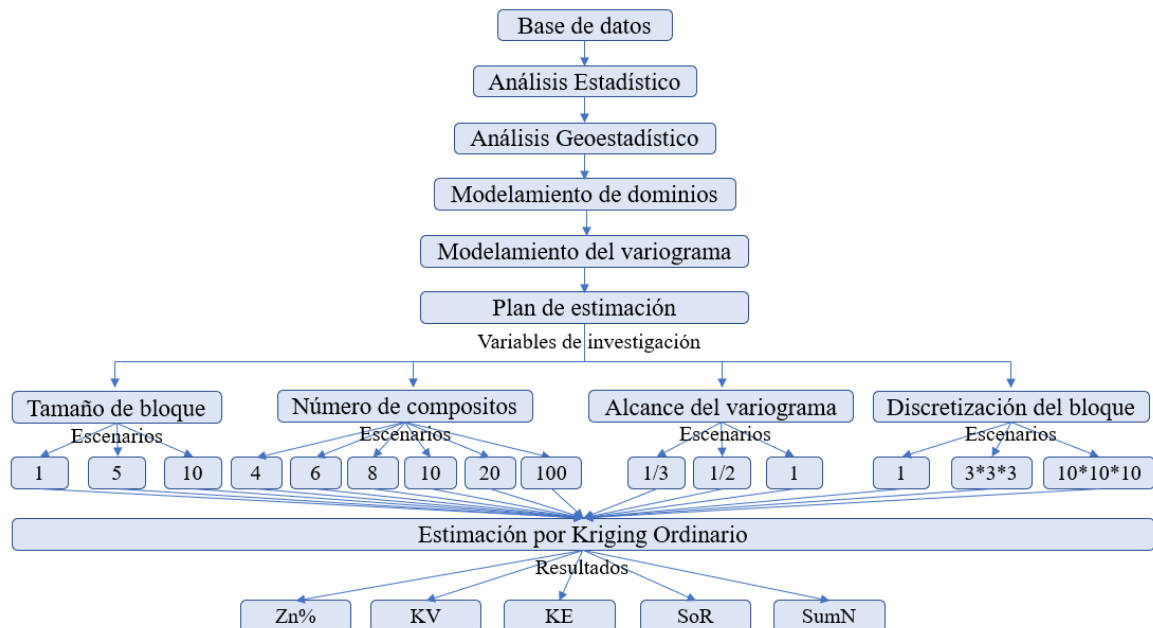 Base de datos
Análisis Estadístico
Análisis Geoestadístico
Modelamiento de dominios
Modelamiento del variograma
Plan de estimación
Variables de investigación
Tamaño de bloque
Número de compositos
Alcance del variograma
Discretización del bloque
Escenarios
Escenarios
Escenarios
Escenarios
1
5
10
4
6
8
10
20
100
1/3
1/2
1
1
3*3*3
10*10*10
Estimación por Kriging Ordinario
Resultados
Zn%
KV
KE
SoR
SumN